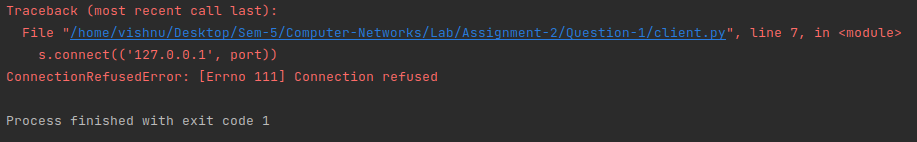 Traceback (most recent call last):
  File "/home/vishnu/Desktop/Sem-5/Computer-Networks/Lab/Assignment-2/Question-1/client.py", line 7, in <module>
    s.connect(('127.0.0.1', port))
ConnectionRefusedError: [Errno 111] Connection refused

Process finished with exit code 1